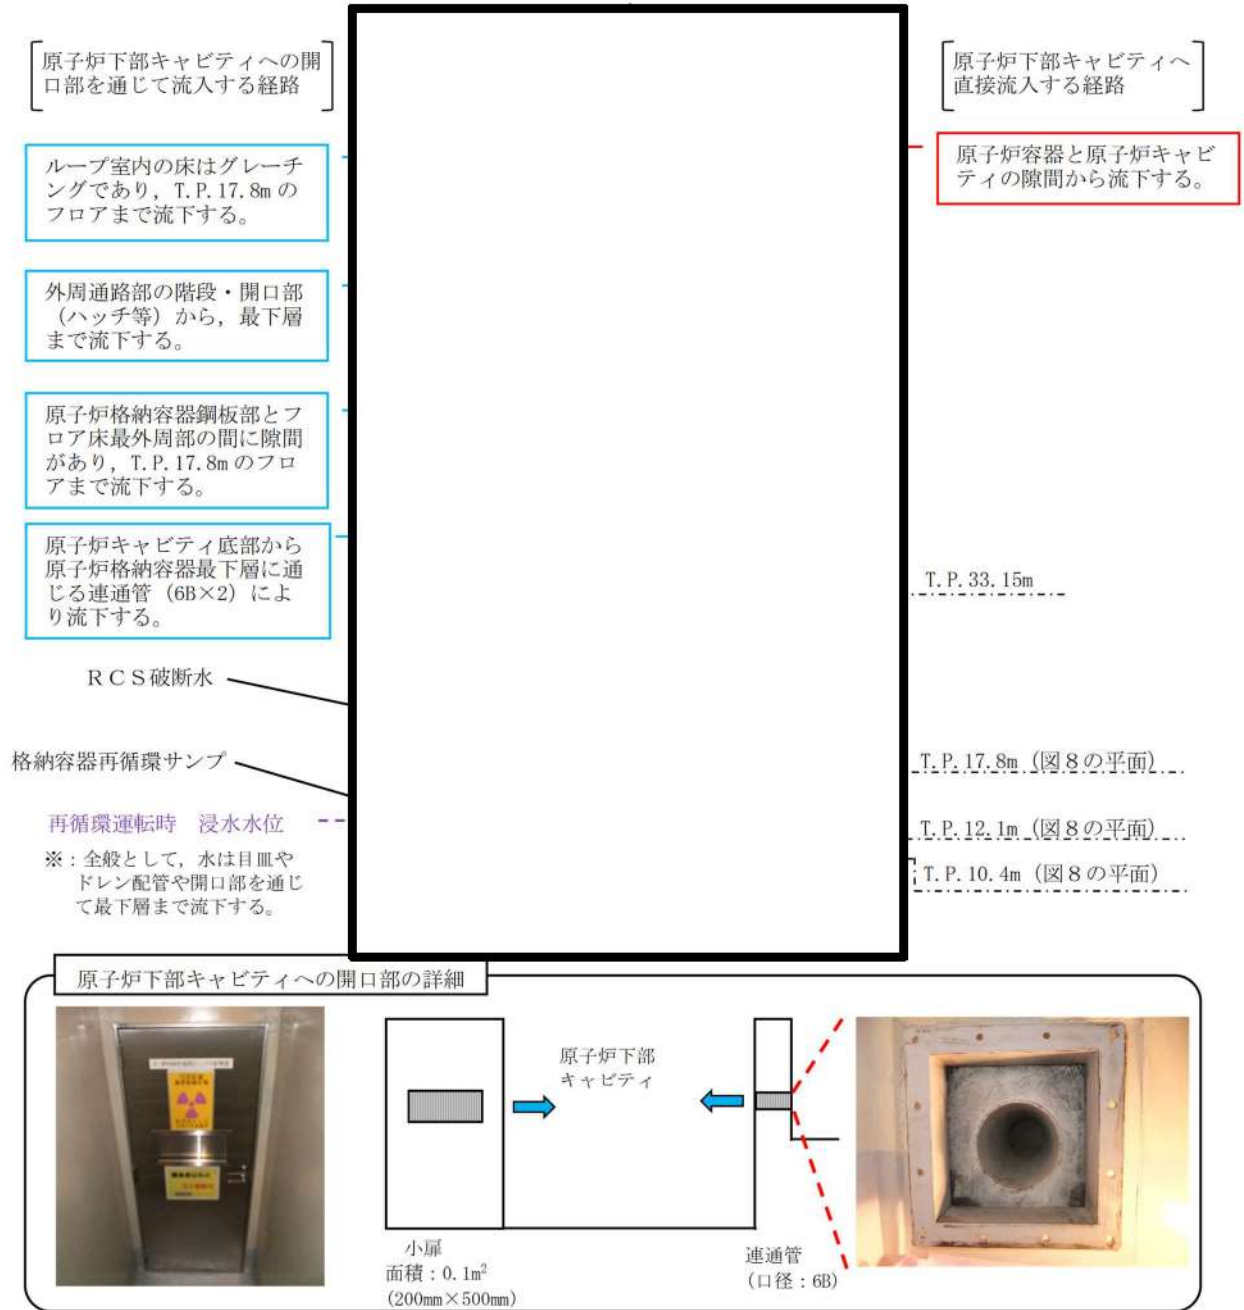 原子炉下部キャビティへの開
口部を通じて流入する経路
原子炉下部キャビティへ
直接流入する経路
ループ室内の床はグレーチ
ングであり，T.P.17.8mの
フロアまで流下する。
原子炉容器と原子炉キャビ
ティの隙間から流下する。
外周通路部の階段・開口部
（ハッチ等）から，最下層
まで流下する。
原子炉格納容器鋼板部とフ
ロア床最外周部の間に隙間
があり，T.P.17.8mのフロ
アまで流下する。
原子炉キャビティ底部から
原子炉格納容器最下層に通
じる連通管（6B×2）によ
り流下する。
T.P.33.15m
ＲＣＳ破断水
格納容器再循環サンプ
T.P.17.8m（図８の平面）
再循環運転時　浸水水位
T.P.12.1m（図８の平面）
※：全般として，水は目皿や
ドレン配管や開口部を通じ
て最下層まで流下する。
T.P.10.4m（図８の平面）
原子炉下部キャビティへの開口部の詳細
原子炉下部
キャビティ
小扉
面積：0.1m²
(200mm×500mm)
連通管
(口径：6B)